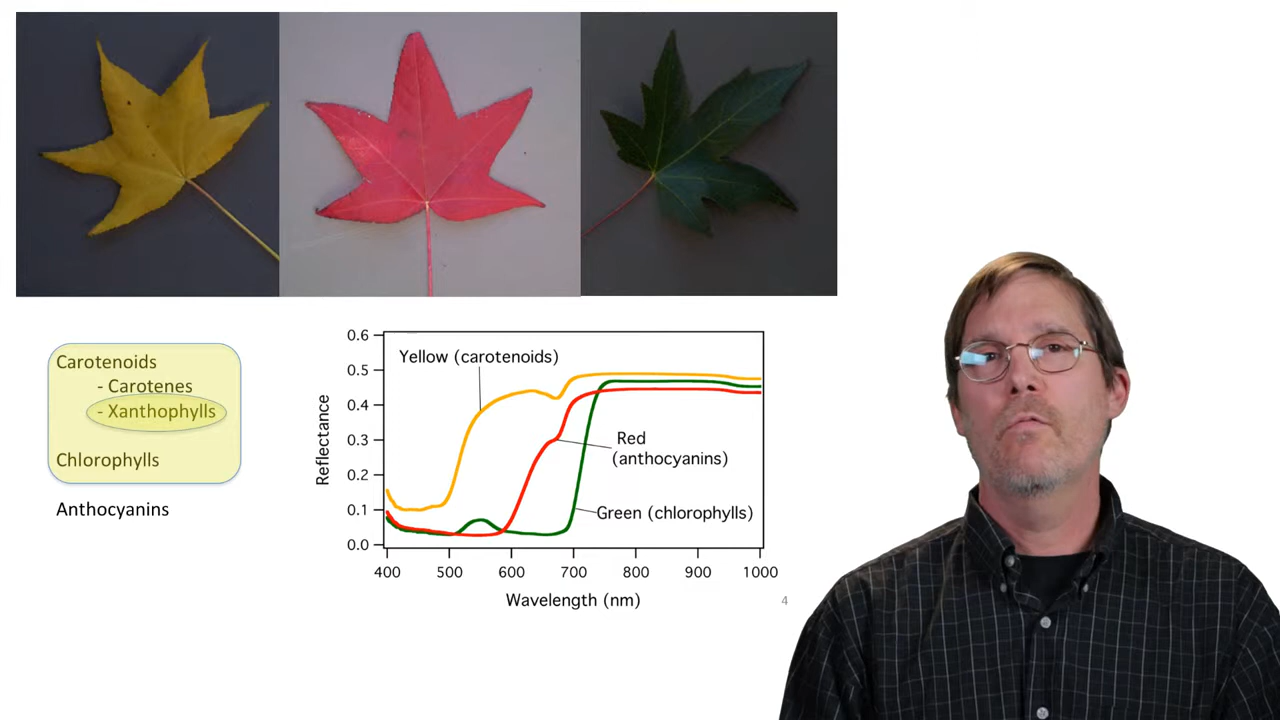 Carotenoids
- Carotenes
- Xanthophylls
Chlorophylls
Anthocyanins
Reflectance
0.6
0.5
0.4
0.3
0.2
0.1
0.0
Yellow (carotenoids)
Red
(anthocyanins)
Green (chlorophylls)
400 500 600 700 800 900 1000
Wavelength (nm)
4